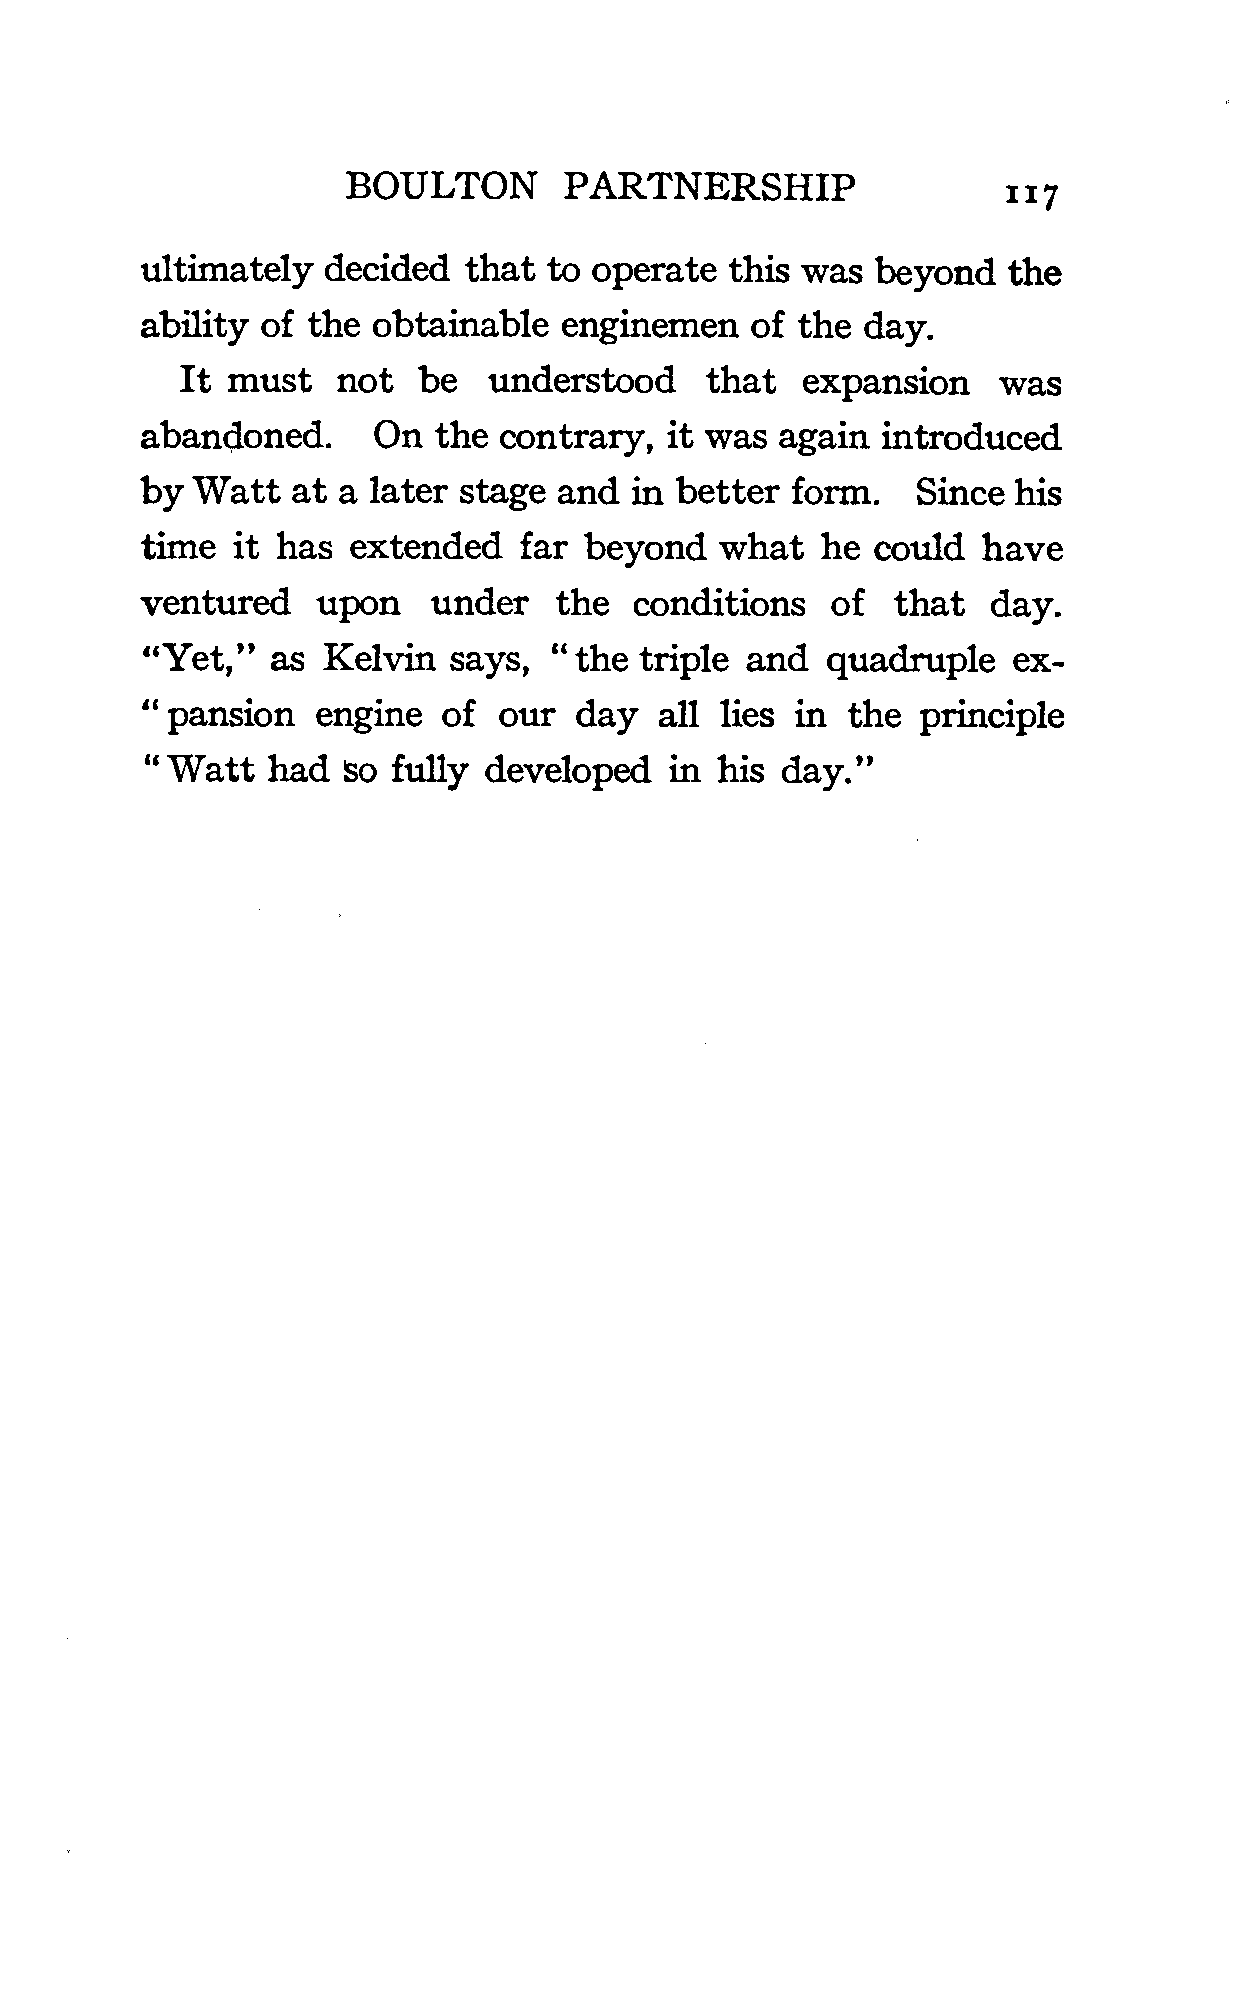 BOULTON PARTNERSHIP 117
ultimately decided that to operate this was beyond the
ability of the obtainable enginemen of the day.
It must not be understood that expansion was
abandoned. On the contrary, it was again introduced
by Watt at a later stage and in better form. Since his
time it has extended far beyond what he could have
ventured upon under the conditions of that day.
"Yet," as Kelvin says, "the triple and quadruple ex-
"pansion engine of our day all lies in the principle
"Watt had so fully developed in his day."